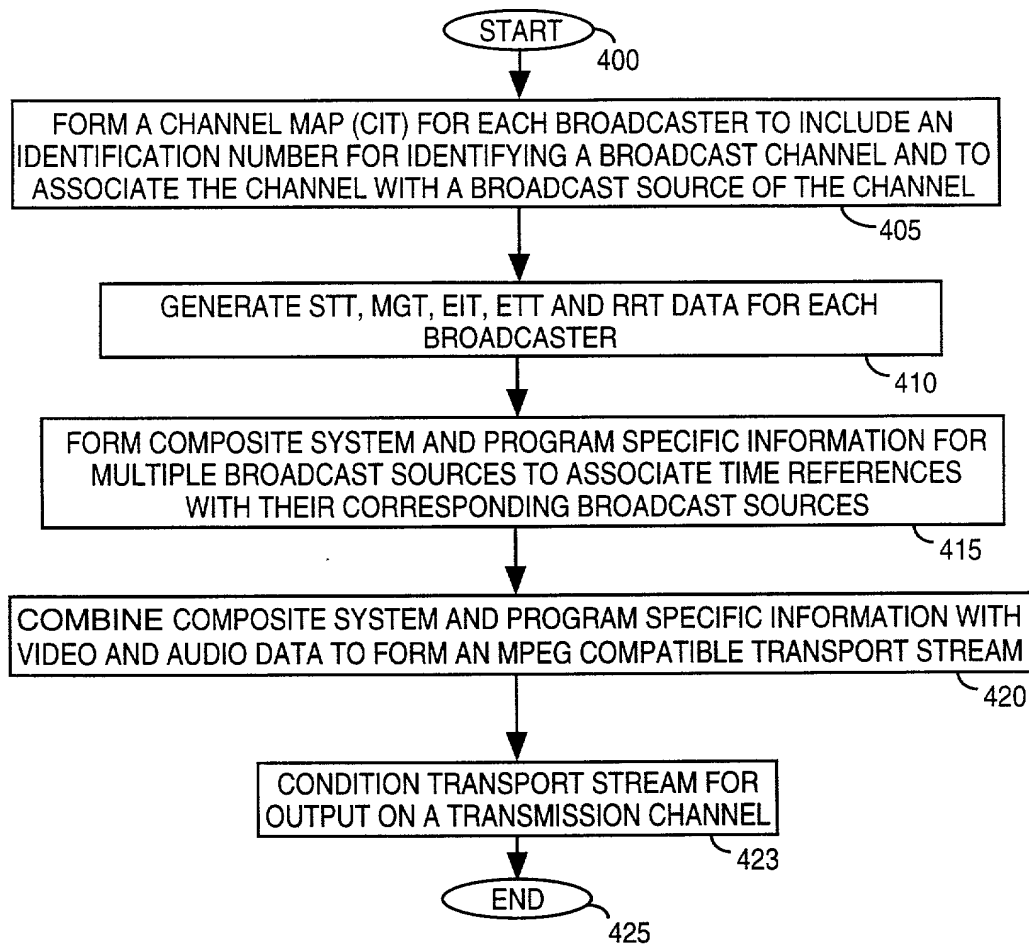 START
400
FORM A CHANNEL MAP (CIT) FOR EACH BROADCASTER TO INCLUDE AN
IDENTIFICATION NUMBER FOR IDENTIFYING A BROADCAST CHANNEL AND TO
ASSOCIATE THE CHANNEL WITH A BROADCAST SOURCE OF THE CHANNEL
405
GENERATE STT, MGT, EIT, ETT AND RRT DATA FOR EACH
BROADCASTER
410
FORM COMPOSITE SYSTEM AND PROGRAM SPECIFIC INFORMATION FOR
MULTIPLE BROADCAST SOURCES TO ASSOCIATE TIME REFERENCES
WITH THEIR CORRESPONDING BROADCAST SOURCES
415
COMBINE COMPOSITE SYSTEM AND PROGRAM SPECIFIC INFORMATION WITH
VIDEO AND AUDIO DATA TO FORM AN MPEG COMPATIBLE TRANSPORT STREAM
420
CONDITION TRANSPORT STREAM FOR
OUTPUT ON A TRANSMISSION CHANNEL
423
END
425